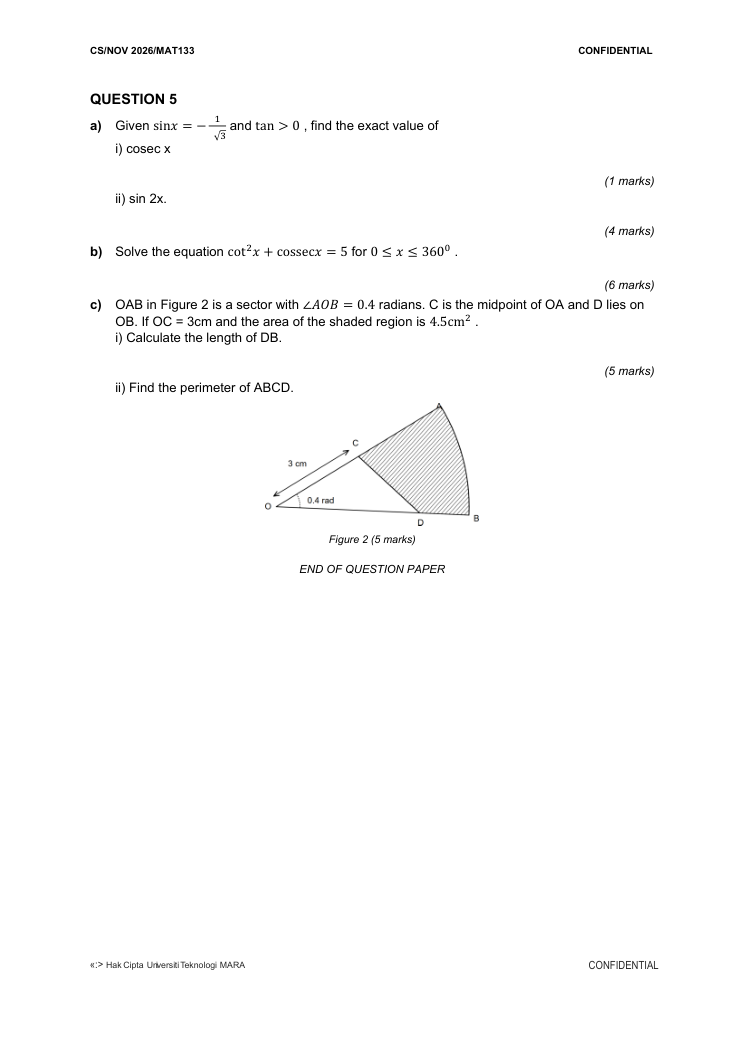 CS/NOV 2026/MAT133 CONFIDENTIAL
QUESTION 5
a) Given sinx = −1/√3 and tan > 0 , find the exact value of
i) cosec x
(1 marks)
ii) sin 2x.
(4 marks)
b) Solve the equation cot²x + cossecx = 5 for 0 ≤ x ≤ 360⁰ .
(6 marks)
c) OAB in Figure 2 is a sector with ∠AOB = 0.4 radians. C is the midpoint of OA and D lies on
OB. If OC = 3cm and the area of the shaded region is 4.5cm² .
i) Calculate the length of DB.
(5 marks)
ii) Find the perimeter of ABCD.
A
C
3 cm
0.4 rad
O
B
D
Figure 2 (5 marks)
END OF QUESTION PAPER
«:> Hak Cipta Universiti Teknologi MARA CONFIDENTIAL